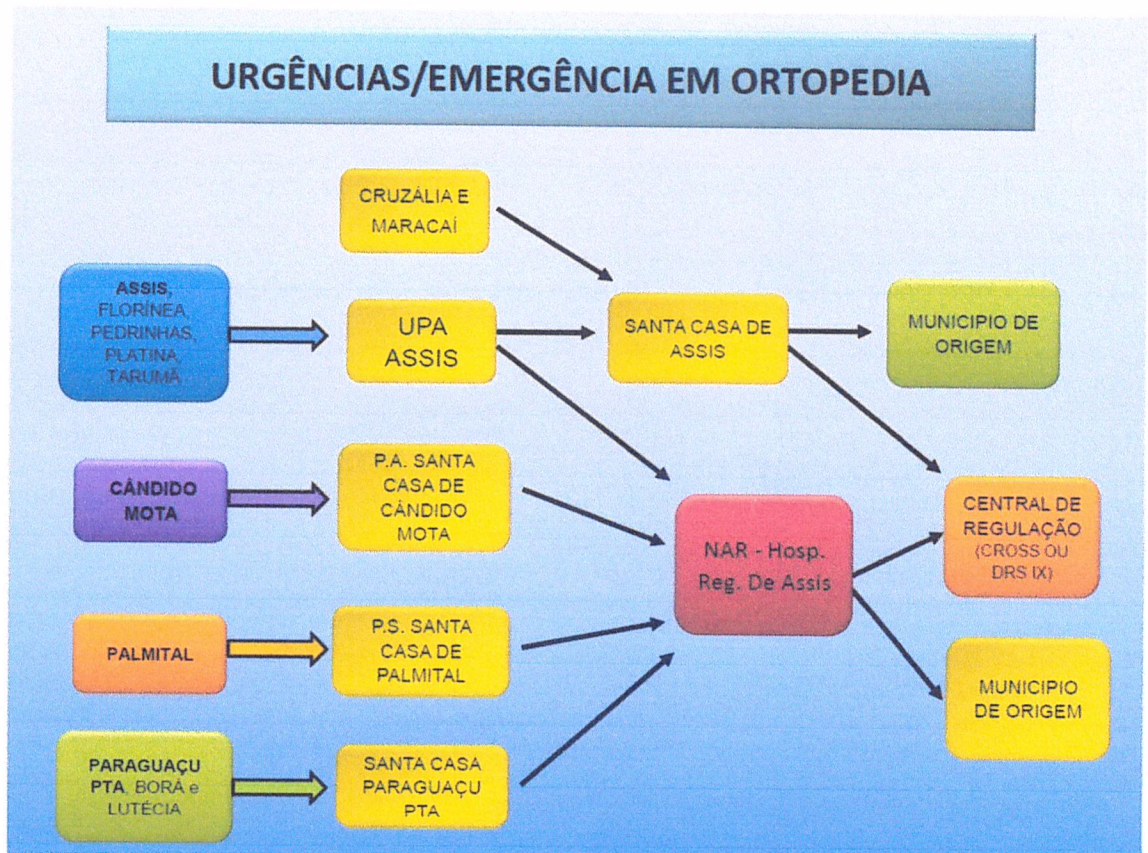 URGÊNCIAS/EMERGÊNCIA EM ORTOPEDIA
CRUZÁLIA E
MARACAÍ
ASSIS,
FLORÍNEA,
PEDRINHAS,
PLATINA,
TARUMÃ
UPA
ASSIS
SANTA CASA DE
ASSIS
MUNICIPIO DE
ORIGEM
CÂNDIDO
MOTA
P.A. SANTA
CASA DE
CÂNDIDO
MOTA
NAR - Hosp.
Reg. De Assis
CENTRAL DE
REGULAÇÃO
(CROSS OU
DRS IX)
PALMITAL
P.S. SANTA
CASA DE
PALMITAL
MUNICIPIO
DE ORIGEM
PARAGUAÇU
PTA, BORÁ e
LUTÉCIA
SANTA CASA
PARAGUAÇU
PTA